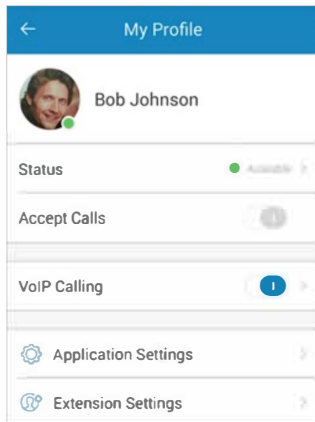 My Profile
Bob Johnson
Status
Accept Calls
VoIP Calling
Application Settings
Extension Settings